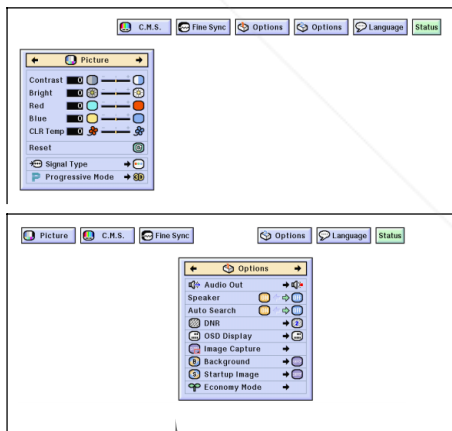 C.M.S. Fine Sync Options Options Language Status
Picture
Contrast 0
Bright 0
Red 0
Blue 0
CLR Temp 0
Reset
Signal Type
P Progressive Mode 3D
Picture C.M.S. Fine Sync Options Language Status
Options
Audio Out
Speaker
Auto Search
DNR
OSD Display
Image Capture
B Background
S Startup Image
Economy Mode